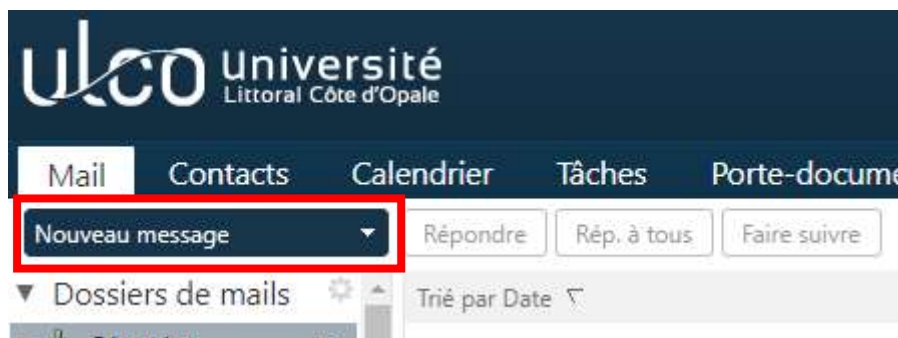 ulco Université
Littoral Côte d'Opale
Mail Contacts Calendrier Tâches Porte-docume
Nouveau message Répondre Rép. à tous Faire suivre
Dossiers de mails Trié par Date